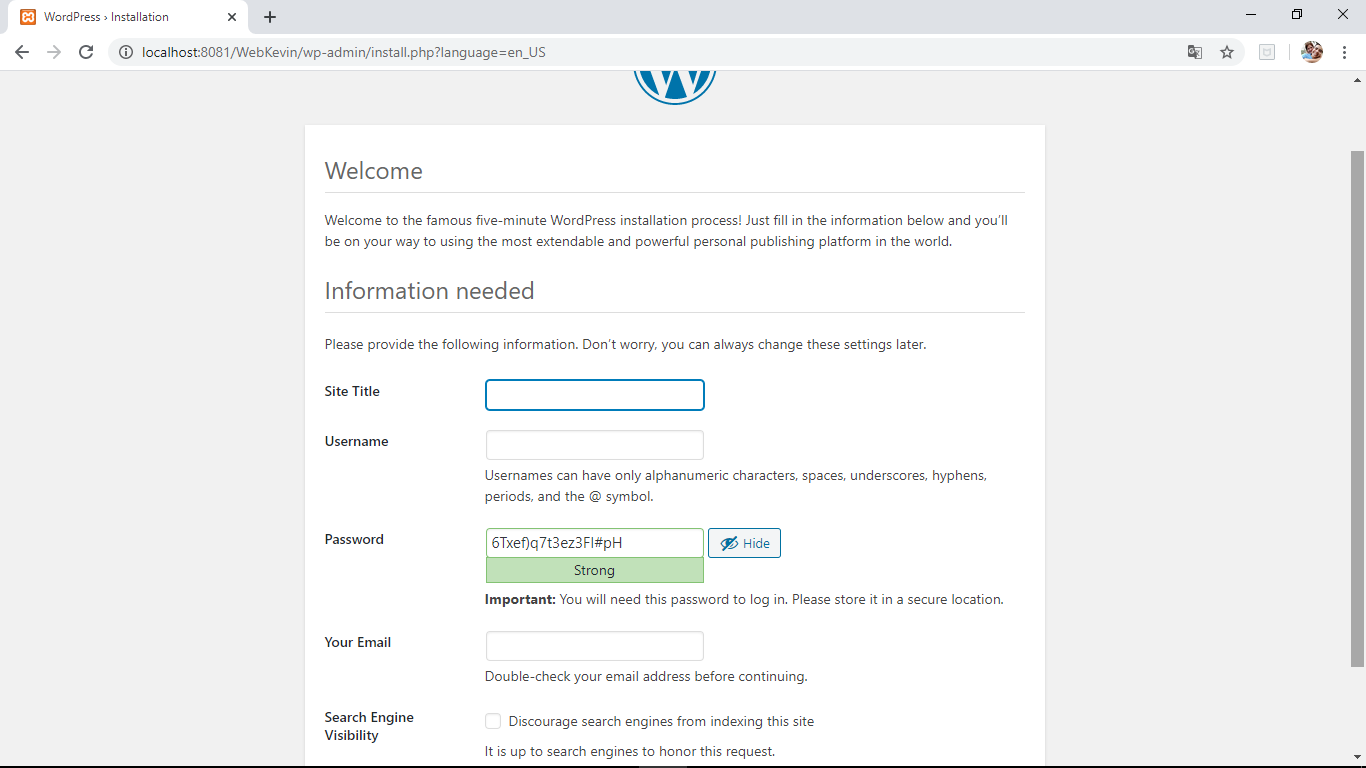 WordPress › Installation
localhost:8081/WebKevin/wp-admin/install.php?language=en_US
Welcome
Welcome to the famous five-minute WordPress installation process! Just fill in the information below and you’ll
be on your way to using the most extendable and powerful personal publishing platform in the world.
Information needed
Please provide the following information. Don’t worry, you can always change these settings later.
Site Title
Username
Usernames can have only alphanumeric characters, spaces, underscores, hyphens,
periods, and the @ symbol.
Password
6Txef)q7t3ez3FI#pH
Hide
Strong
Important: You will need this password to log in. Please store it in a secure location.
Your Email
Double-check your email address before continuing.
Search Engine
Visibility
Discourage search engines from indexing this site
It is up to search engines to honor this request.